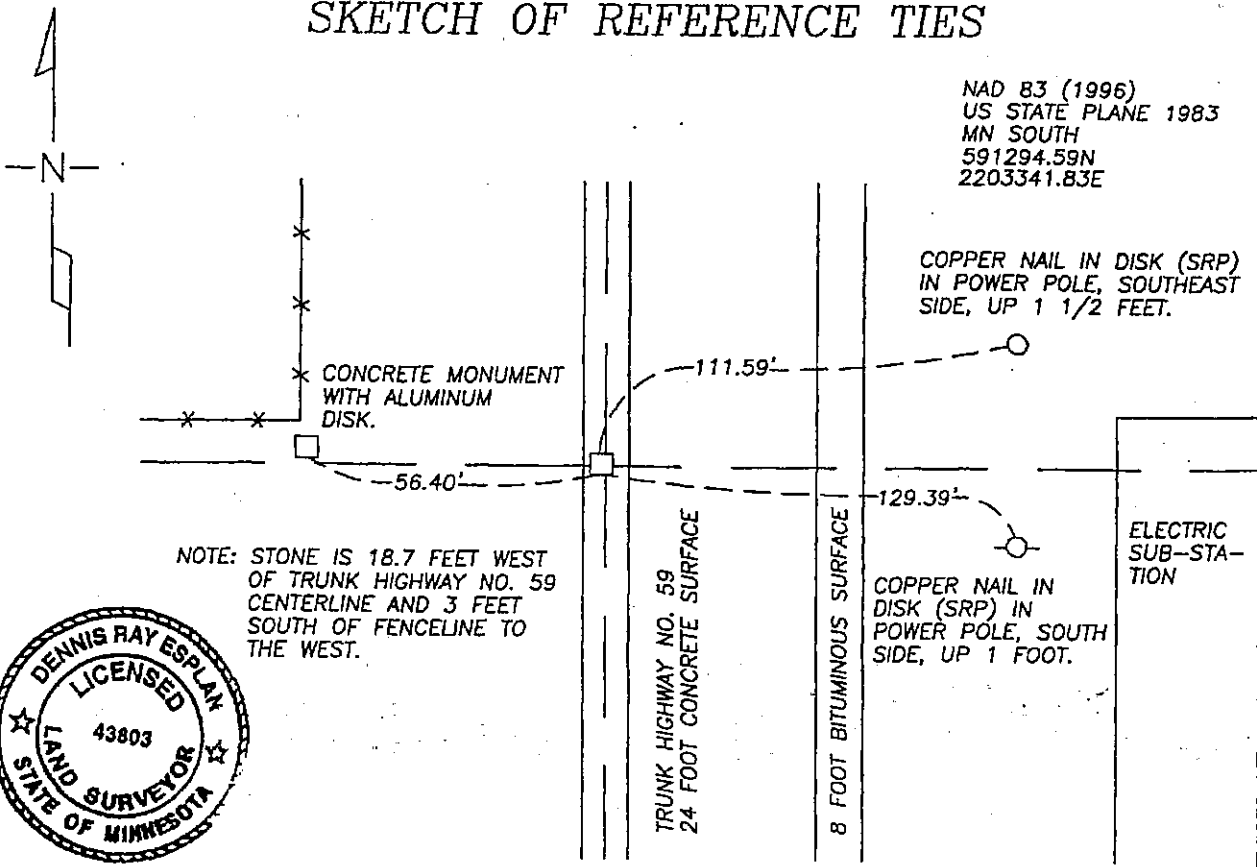 SKETCH OF REFERENCE TIES
NAD 83 (1996)
US STATE PLANE 1983
MN SOUTH
591294.59N
2203341.83E
N
COPPER NAIL IN DISK (SRP)
IN POWER POLE, SOUTHEAST
SIDE, UP 1 1/2 FEET.
CONCRETE MONUMENT
WITH ALUMINUM
DISK.
111.59'
56.40'
129.39'
NOTE: STONE IS 18.7 FEET WEST
OF TRUNK HIGHWAY NO. 59
CENTERLINE AND 3 FEET
SOUTH OF FENCELINE TO
THE WEST.
TRUNK HIGHWAY NO. 59
24 FOOT CONCRETE SURFACE
8 FOOT BITUMINOUS SURFACE
COPPER NAIL IN
DISK (SRP) IN
POWER POLE, SOUTH
SIDE, UP 1 FOOT.
ELECTRIC
SUB-STA-
TION
DENNIS RAY ESPLAN
LICENSED
43803
LAND SURVEYOR
STATE OF MINNESOTA